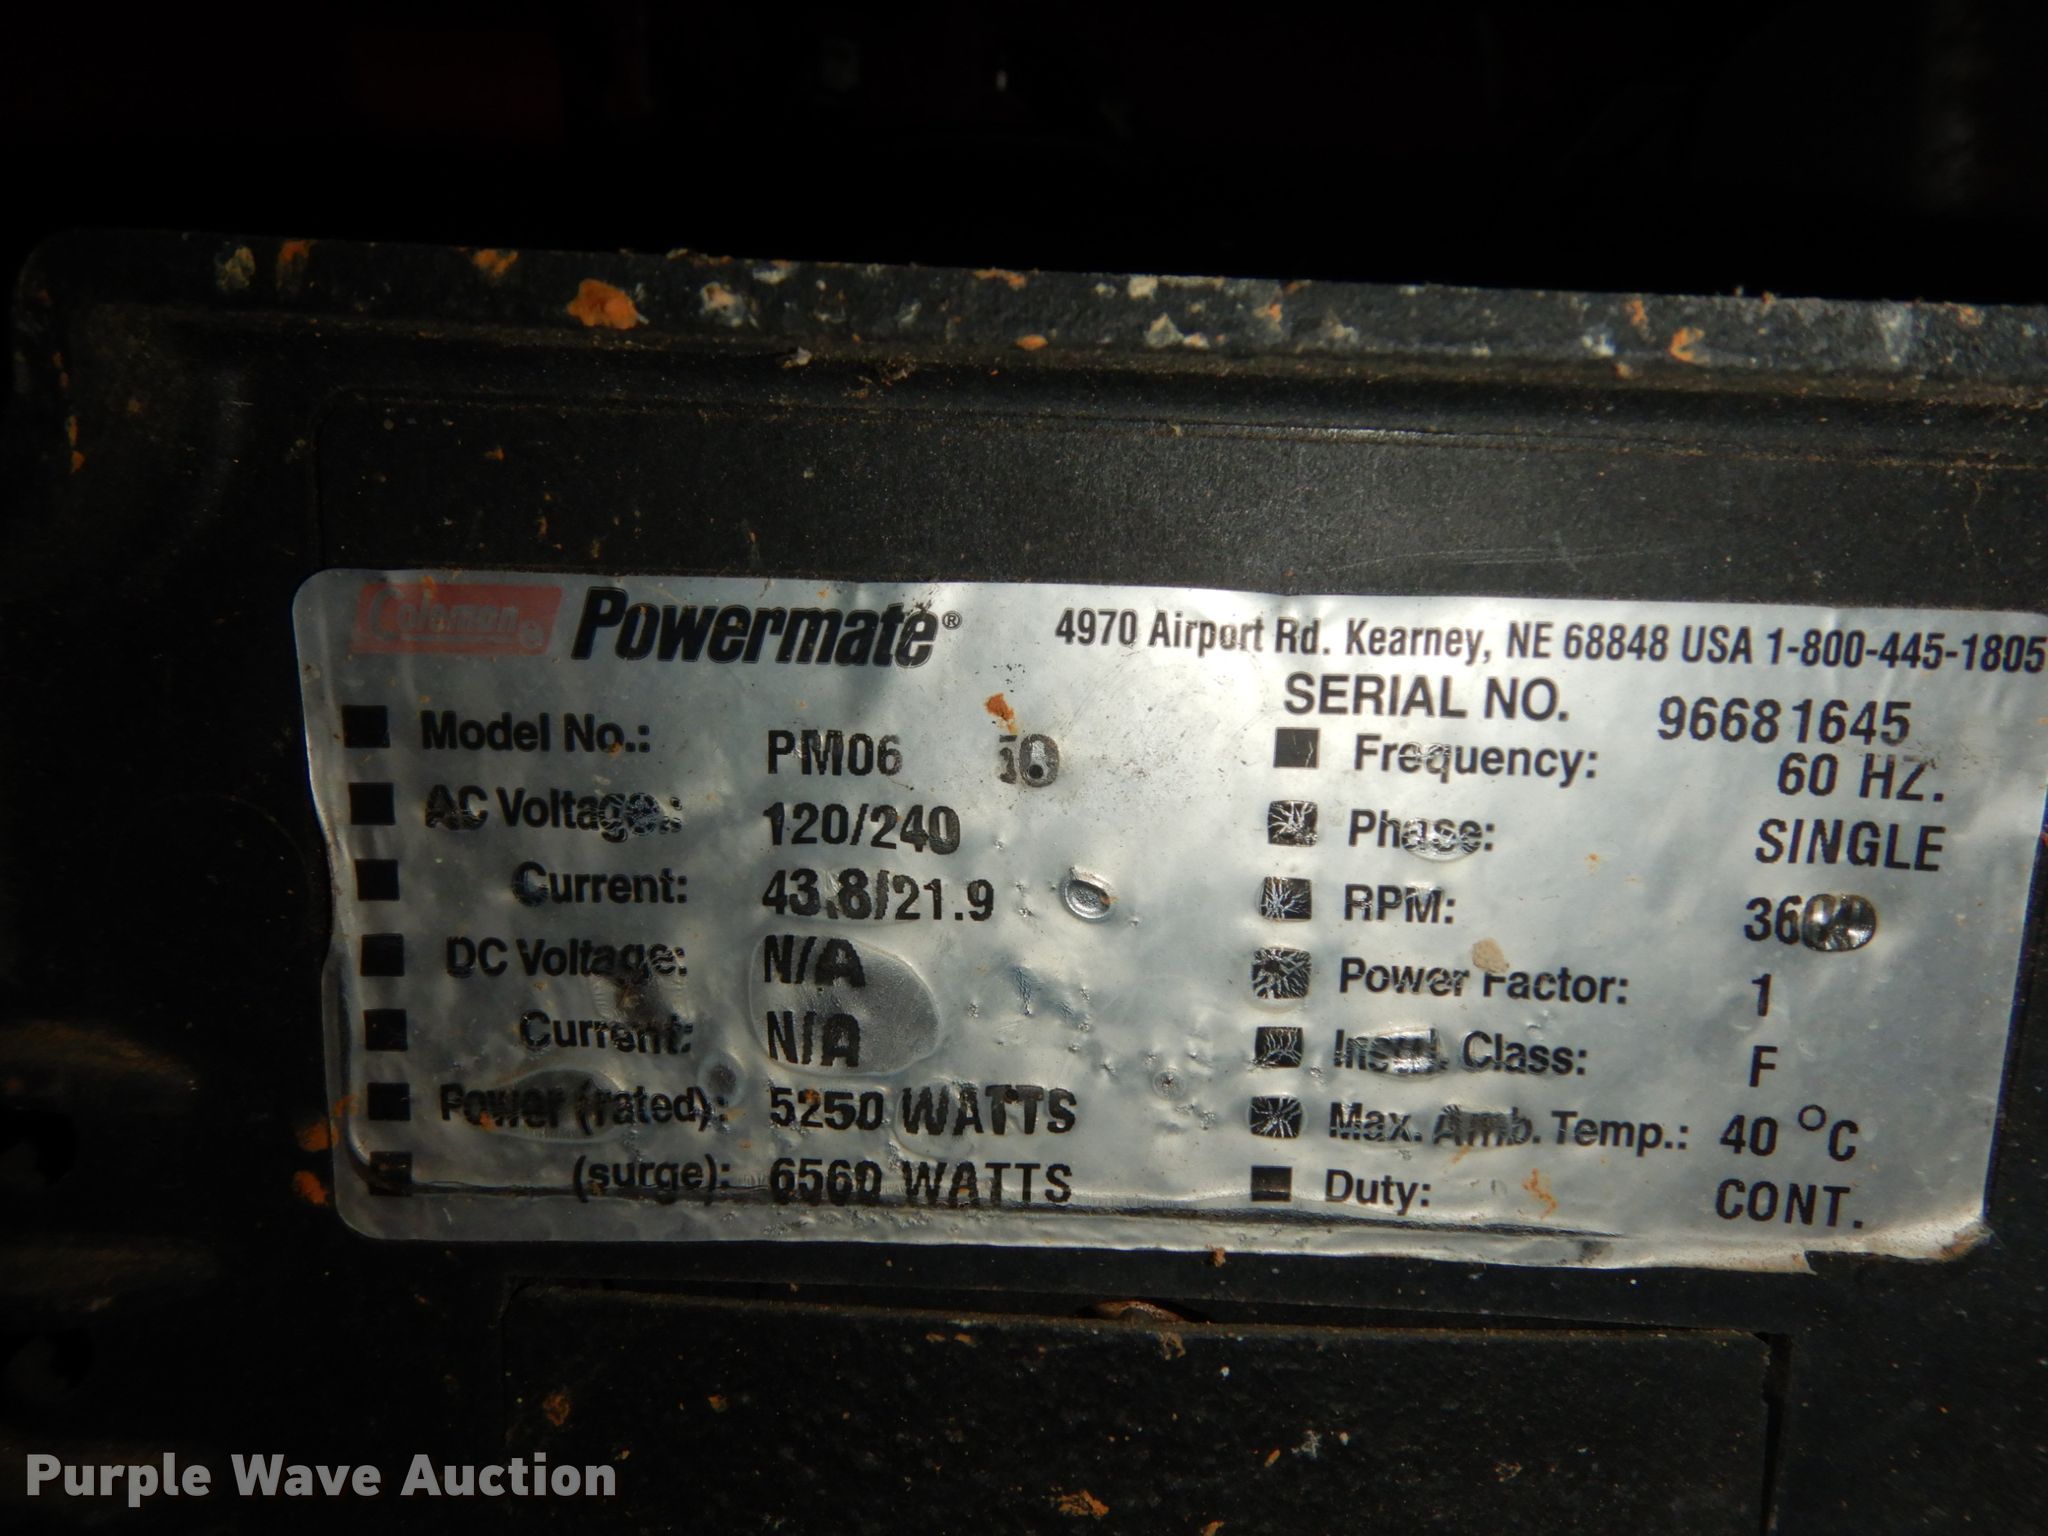 Coleman Powermate® 4970 Airport Rd. Kearney, NE 68848 USA 1-800-445-1805
SERIAL NO. 96681645
Model No.: PM06
AC Voltage: 120/240
Current: 43.8/21.9
DC Voltage: N/A
Current: N/A
Power (rated): 5250 WATTS
(surge): 6560 WATTS
Frequency: 60 HZ.
Phase: SINGLE
RPM: 3600
Power Factor: 1
Insul. Class: F
Max. Amb. Temp.: 40 °C
Duty: CONT.
Purple Wave Auction